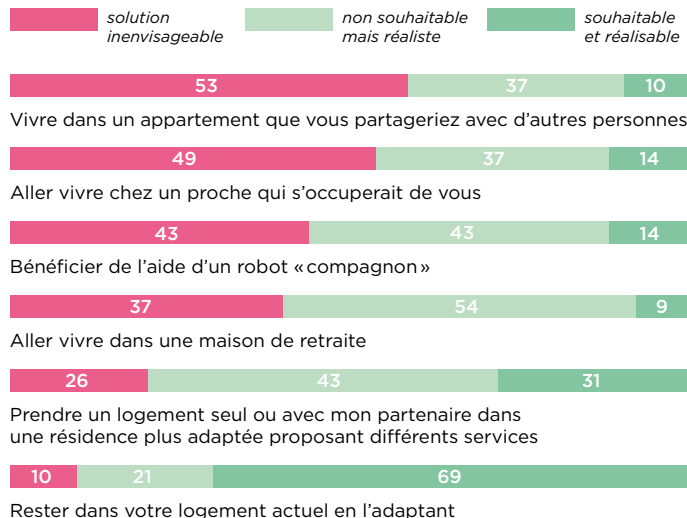 solution
inenvisageable
non souhaitable
mais réaliste
souhaitable
et réalisable
53 37 10
Vivre dans un appartement que vous partageriez avec d'autres personnes
49 37 14
Aller vivre chez un proche qui s'occuperait de vous
43 43 14
Bénéficier de l'aide d'un robot «compagnon»
37 54 9
Aller vivre dans une maison de retraite
26 43 31
Prendre un logement seul ou avec mon partenaire dans
une résidence plus adaptée proposant différents services
10 21 69
Rester dans votre logement actuel en l'adaptant